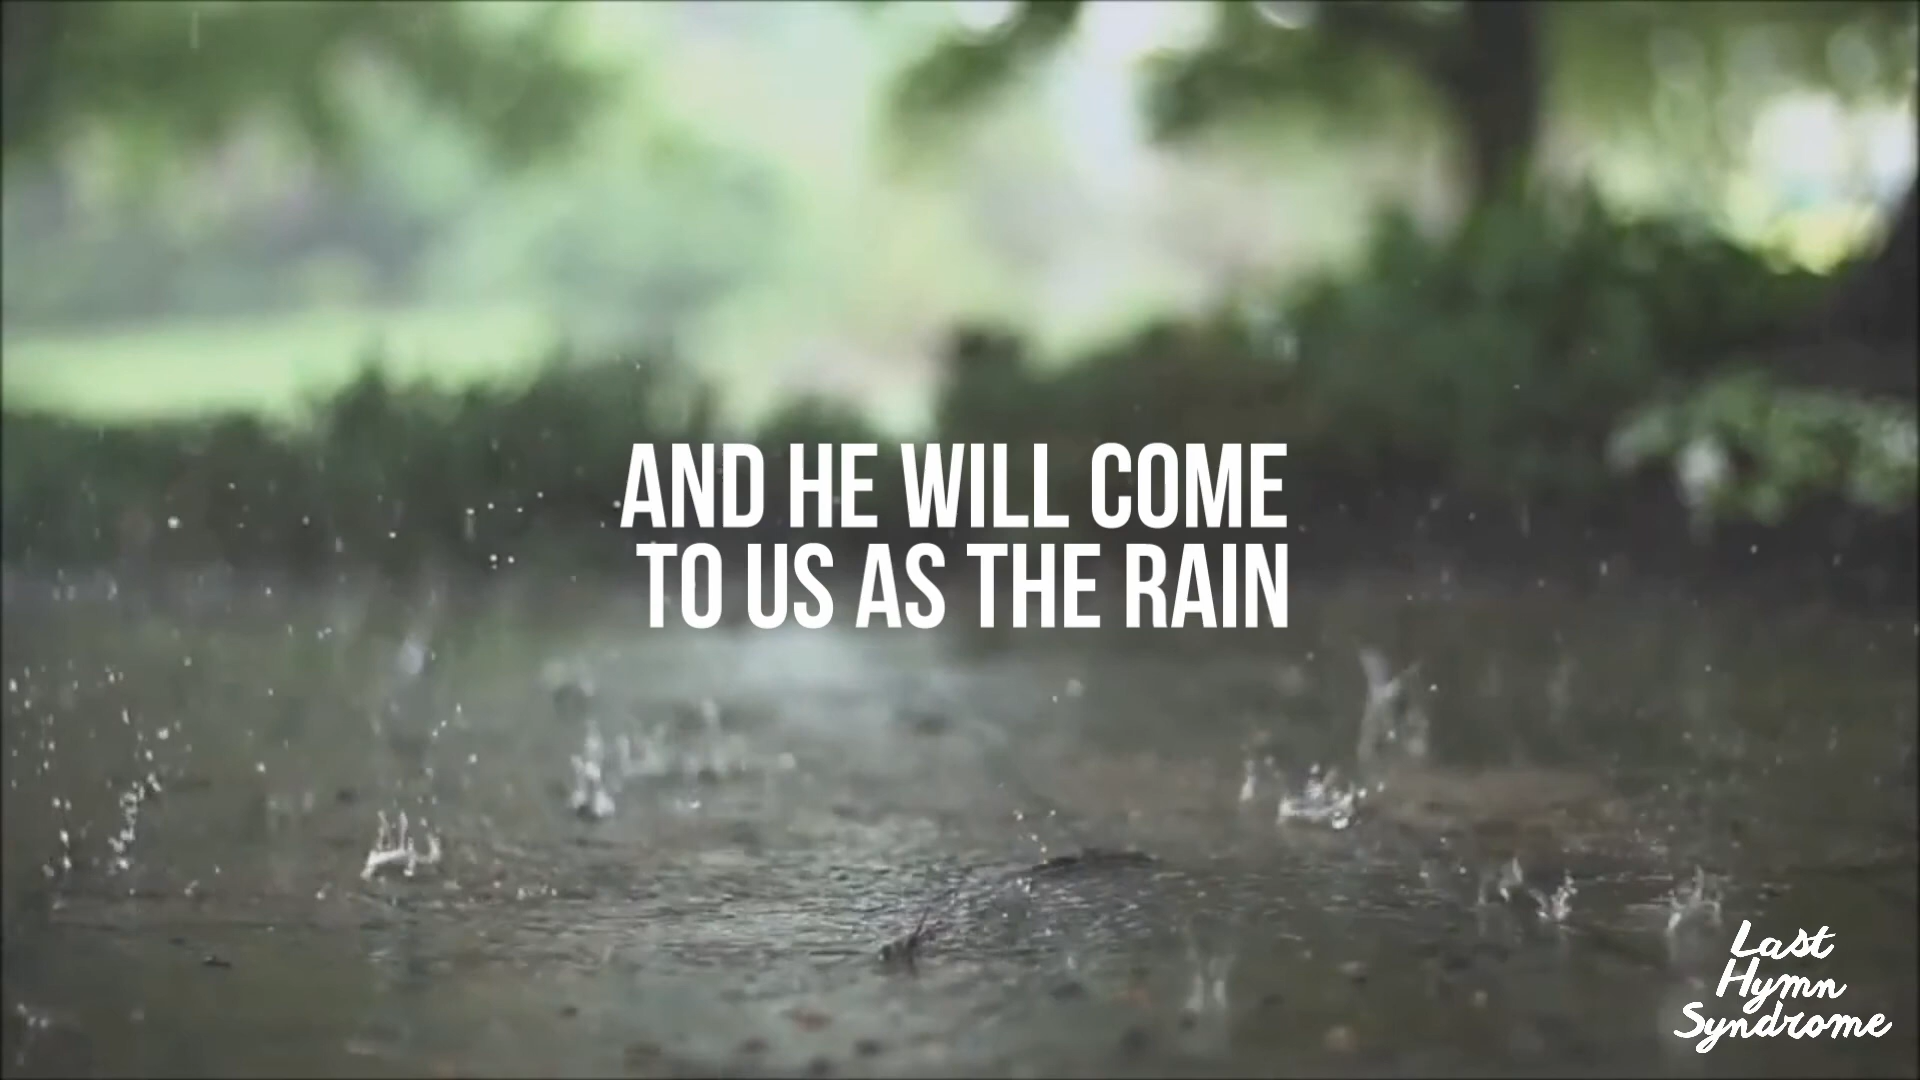 AND HE WILL COME
TO US AS THE RAIN
Last
Hymn
Syndrome